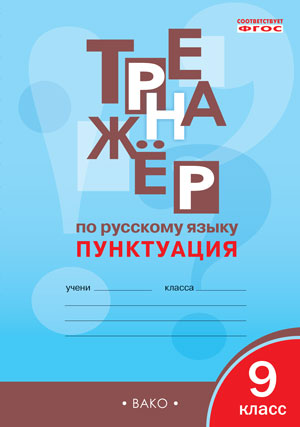 СООТВЕТСТВУЕТ
ФГОС
ТРЕНАЖЁР
по русскому языку
ПУНКТУАЦИЯ
учени класса
• ВАКО •
9
класс